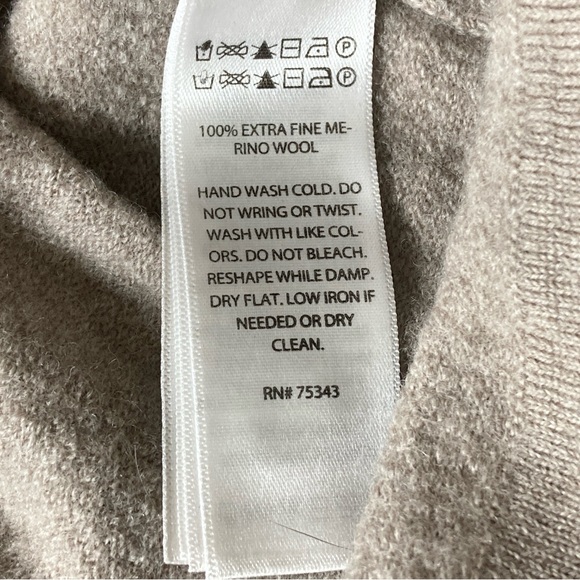 100% EXTRA FINE ME-
RINO WOOL
HAND WASH COLD. DO
NOT WRING OR TWIST.
WASH WITH LIKE COL-
ORS. DO NOT BLEACH.
RESHAPE WHILE DAMP.
DRY FLAT. LOW IRON IF
NEEDED OR DRY
CLEAN.
RN# 75343